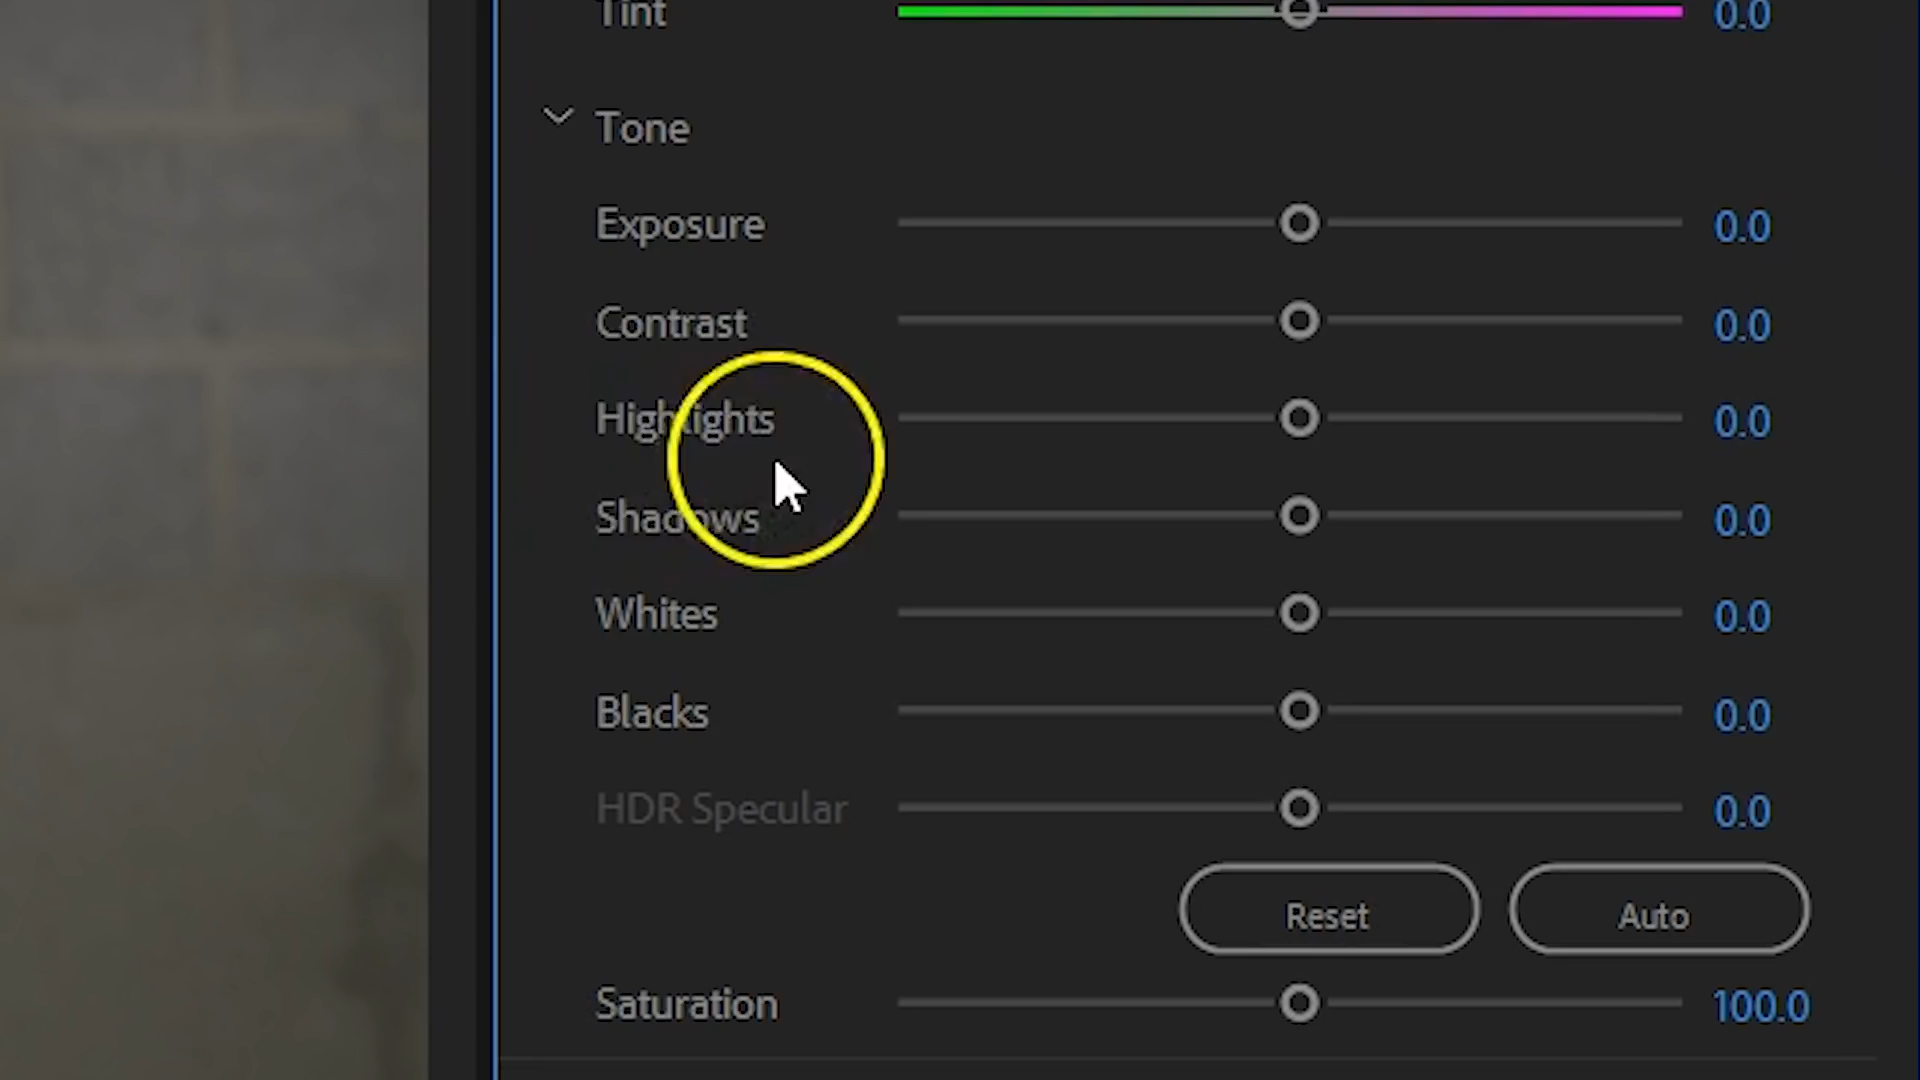 Tint 0.0
Tone
Exposure 0.0
Contrast 0.0
Highlights 0.0
Shadows 0.0
Whites 0.0
Blacks 0.0
HDR Specular 0.0
Reset Auto
Saturation 100.0